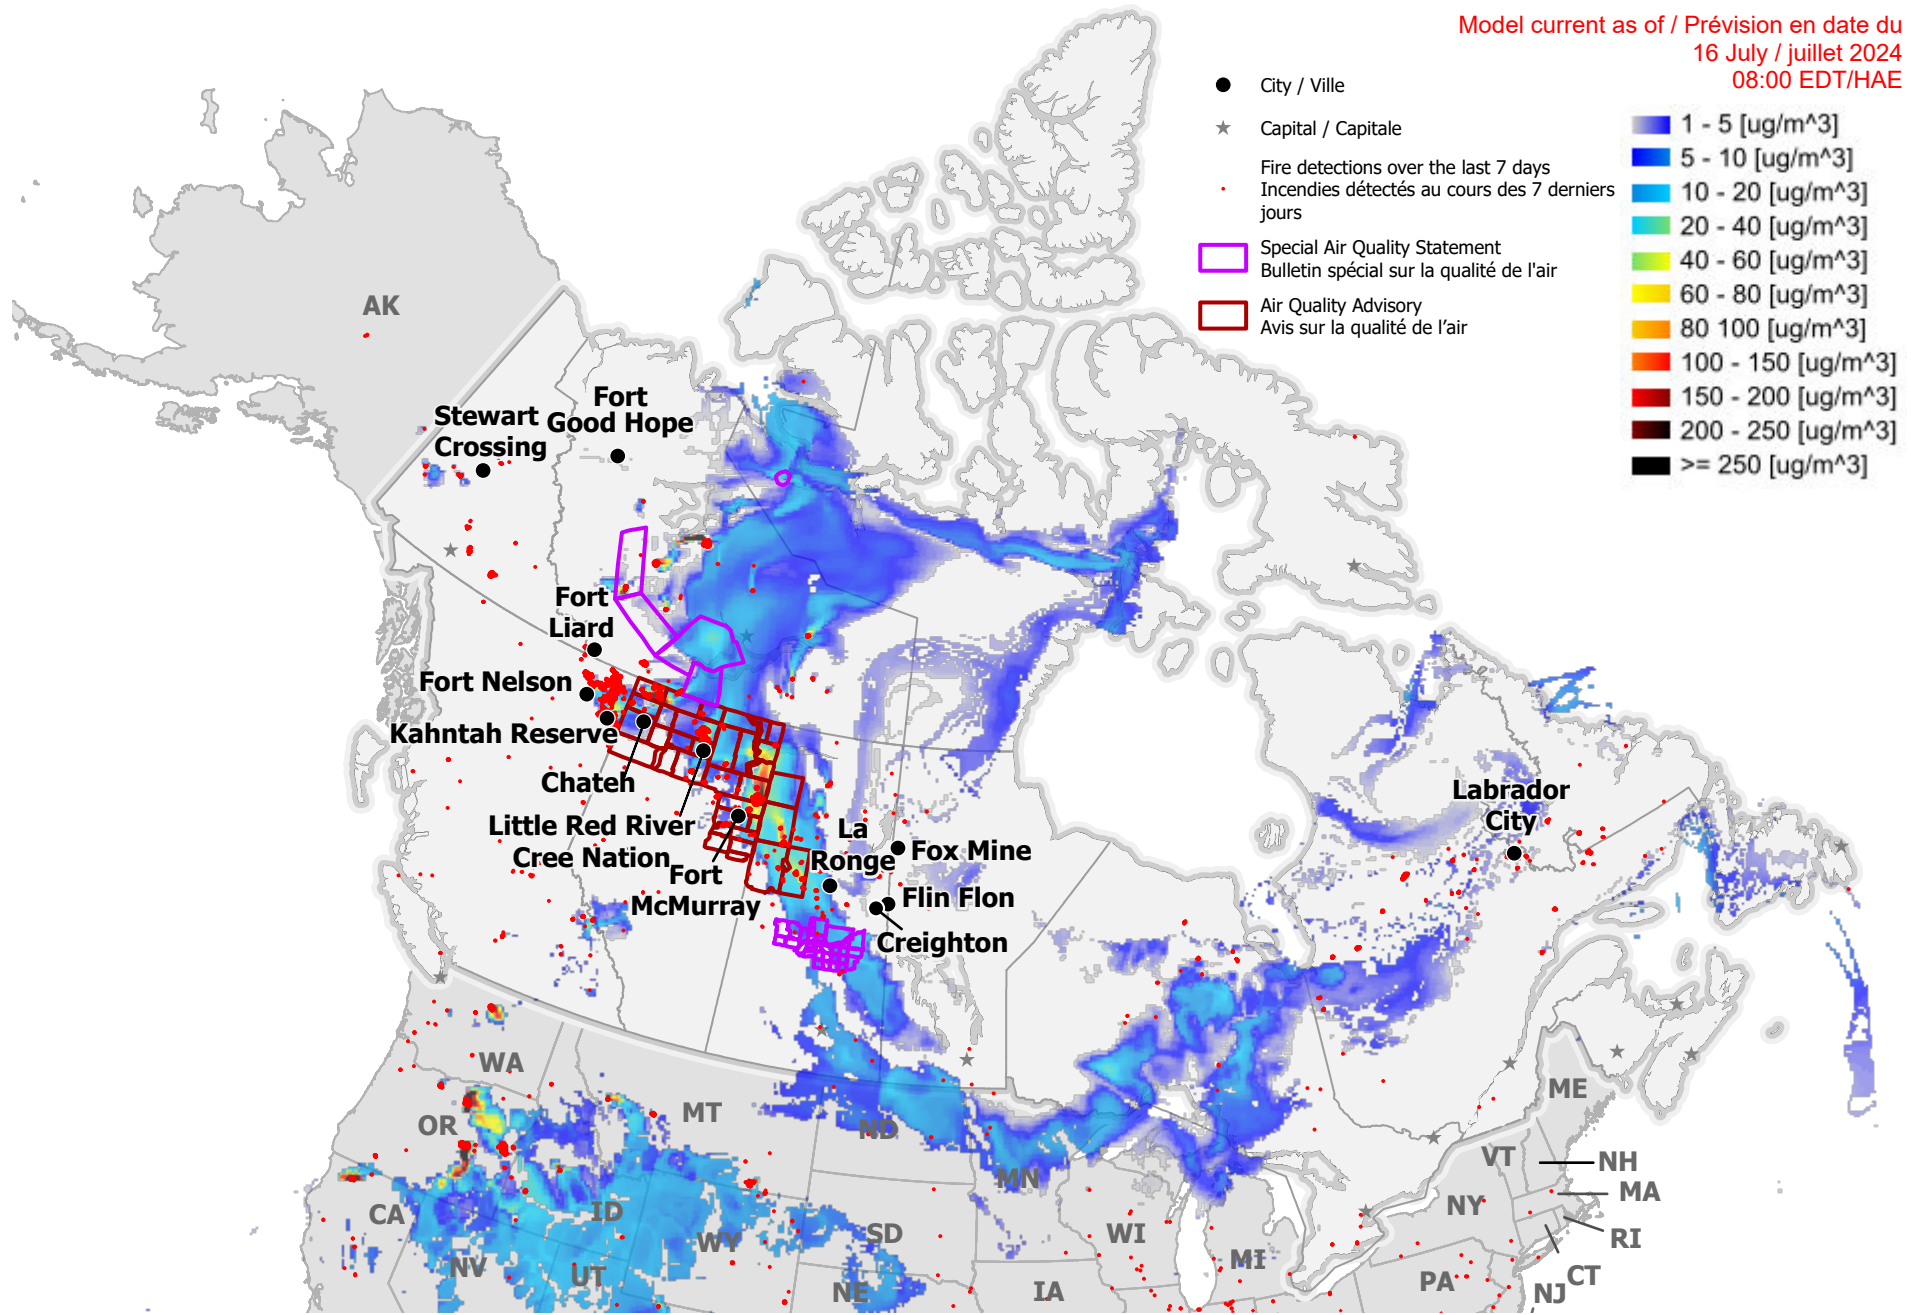 Model current as of / Prévision en date du
16 July / juillet 2024
08:00 EDT/HAE
City / Ville
Capital / Capitale
Fire detections over the last 7 days
Incendies détectés au cours des 7 derniers
jours
Special Air Quality Statement
Bulletin spécial sur la qualité de l'air
Air Quality Advisory
Avis sur la qualité de l’air
1 - 5 [ug/m^3]
5 - 10 [ug/m^3]
10 - 20 [ug/m^3]
20 - 40 [ug/m^3]
40 - 60 [ug/m^3]
60 - 80 [ug/m^3]
80 100 [ug/m^3]
100 - 150 [ug/m^3]
150 - 200 [ug/m^3]
200 - 250 [ug/m^3]
>= 250 [ug/m^3]
AK
Stewart
Crossing
Fort
Good Hope
Fort
Liard
Fort Nelson
Kahntah Reserve
Chateh
Little Red River
Cree Nation
Fort
McMurray
La
Ronge
Fox Mine
Flin Flon
Creighton
Labrador
City
WA
OR
MT
ND
MN
ID
CA
NV
UT
WY
SD
NE
IA
WI
MI
ME
VT
NH
MA
NY
RI
CT
PA
NJ